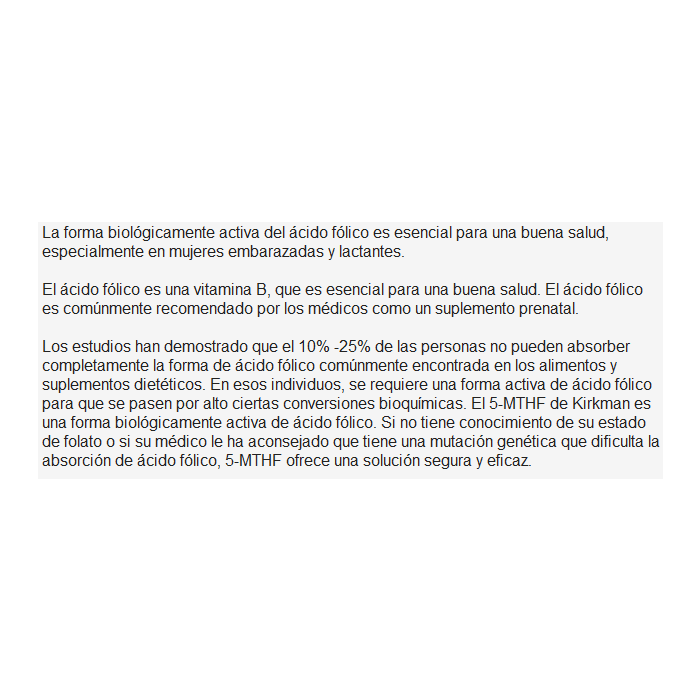 La forma biológicamente activa del ácido fólico es esencial para una buena salud,
especialmente en mujeres embarazadas y lactantes.
El ácido fólico es una vitamina B, que es esencial para una buena salud. El ácido fólico
es comúnmente recomendado por los médicos como un suplemento prenatal.
Los estudios han demostrado que el 10% -25% de las personas no pueden absorber
completamente la forma de ácido fólico comúnmente encontrada en los alimentos y
suplementos dietéticos. En esos individuos, se requiere una forma activa de ácido fólico
para que se pasen por alto ciertas conversiones bioquímicas. El 5-MTHF de Kirkman es
una forma biológicamente activa de ácido fólico. Si no tiene conocimiento de su estado
de folato o si su médico le ha aconsejado que tiene una mutación genética que dificulta la
absorción de ácido fólico, 5-MTHF ofrece una solución segura y eficaz.